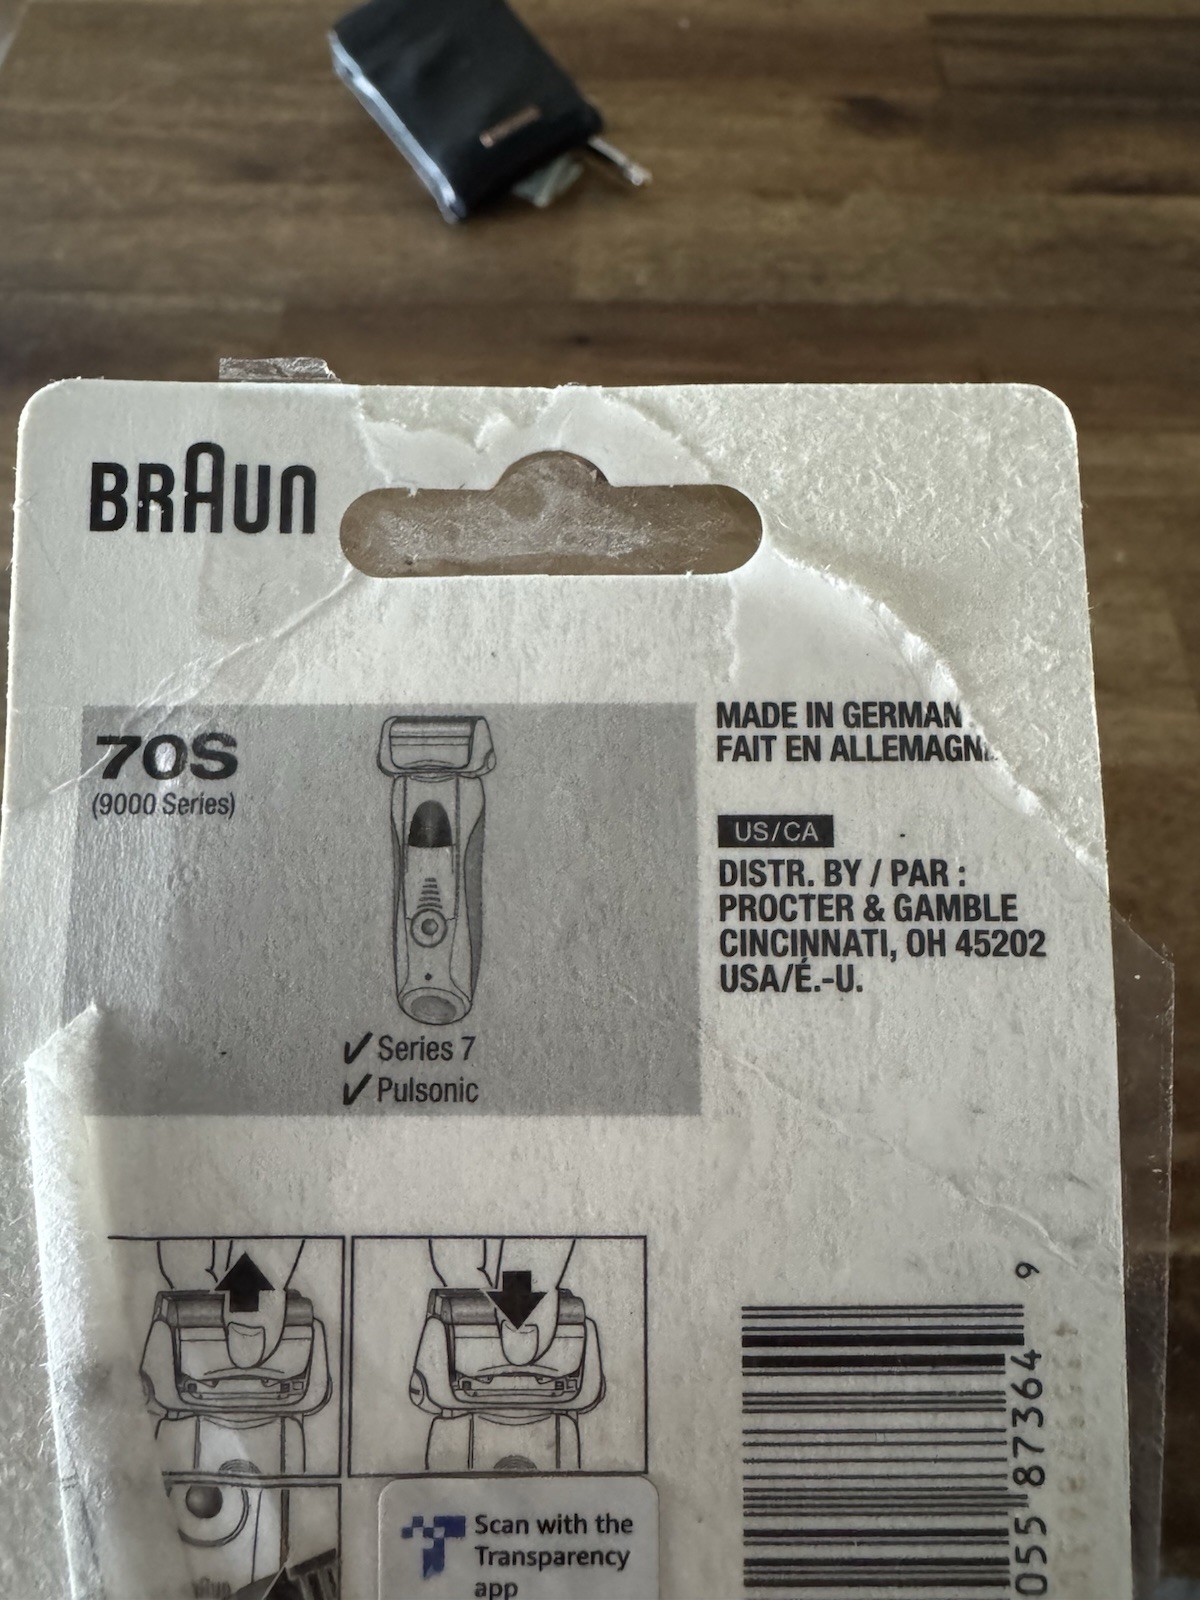 BRAUN
70S
(9000 Series)
✓ Series 7
✓ Pulsonic
MADE IN GERMAN
FAIT EN ALLEMAGN
US/CA
DISTR. BY / PAR :
PROCTER & GAMBLE
CINCINNATI, OH 45202
USA/É.-U.
Scan with the
Transparency
app
055 87364 9